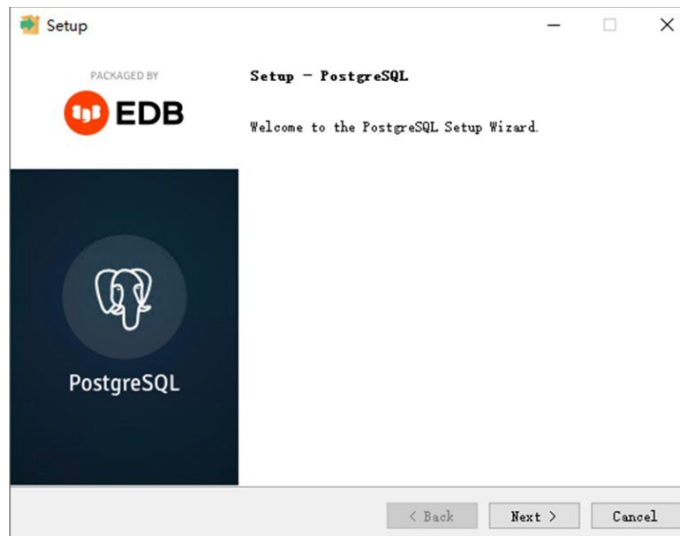 Setup
PACKAGED BY
EDB
Setup - PostgreSQL
Welcome to the PostgreSQL Setup Wizard.
PostgreSQL
< Back
Next >
Cancel